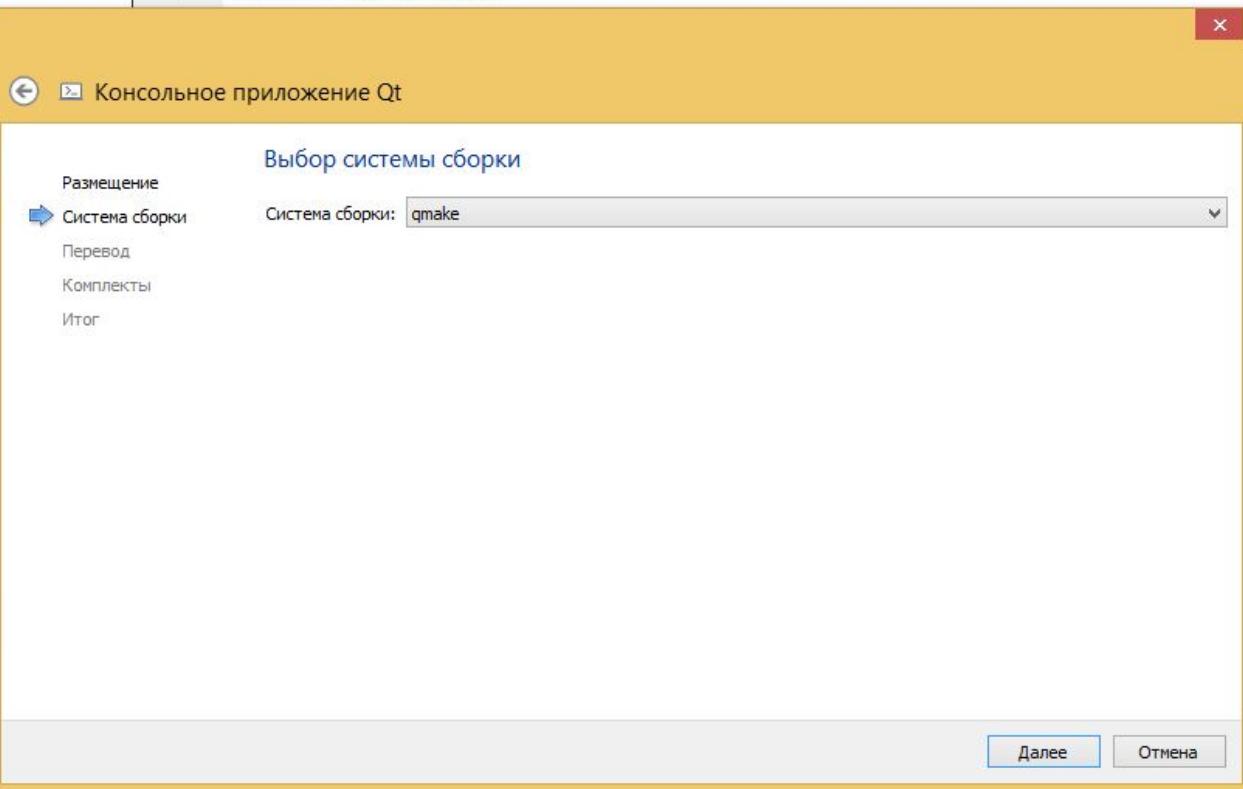 Консольное приложение Qt
Выбор системы сборки
Размещение
Система сборки
Система сборки: qmake
Перевод
Комплекты
Итог
Далее
Отмена